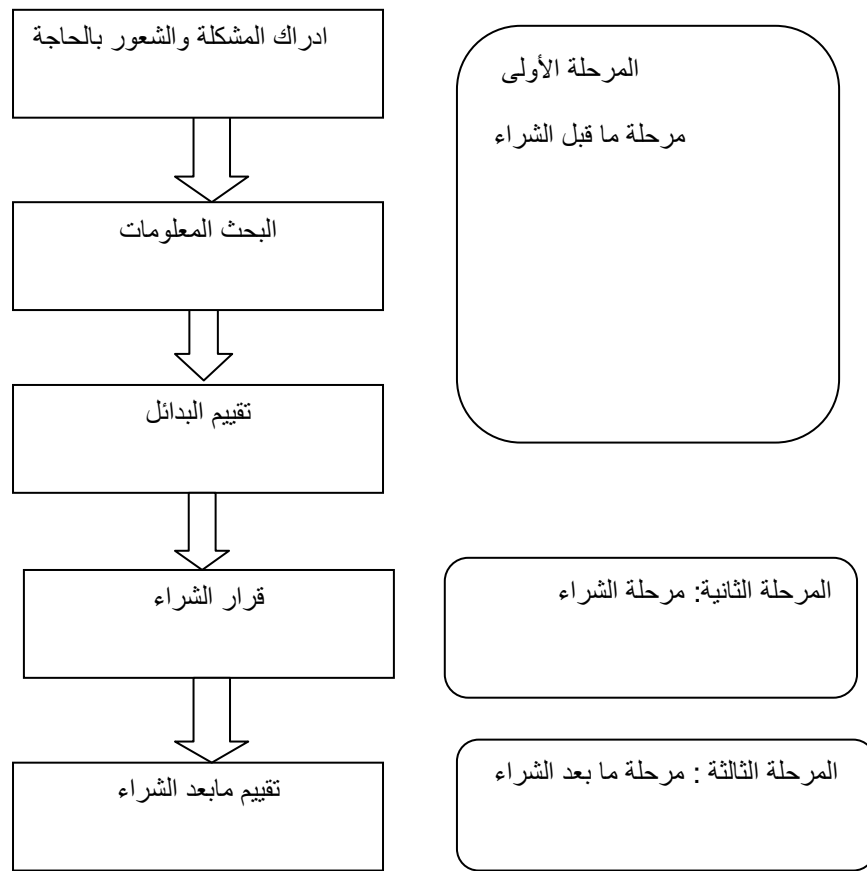 ادراك المشكلة والشعور بالحاجة
المرحلة الأولى
مرحلة ما قبل الشراء
البحث المعلومات
تقييم البدائل
قرار الشراء
المرحلة الثانية: مرحلة الشراء
المرحلة الثالثة : مرحلة ما بعد الشراء
تقييم مابعد الشراء